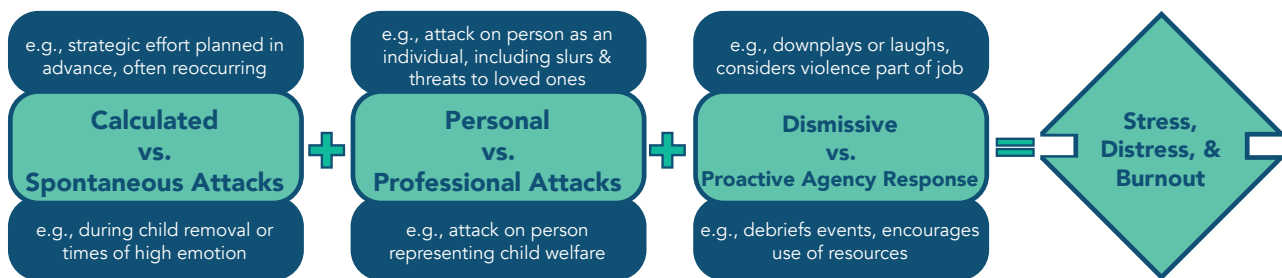 e.g., strategic effort planned in
advance, often reoccurring
Calculated
vs.
Spontaneous Attacks
e.g., during child removal or
times of high emotion
e.g., attack on person as an
individual, including slurs &
threats to loved ones
Personal
vs.
Professional Attacks
e.g., attack on person
representing child welfare
e.g., downplays or laughs,
considers violence part of job
Dismissive
vs.
Proactive Agency Response
e.g., debriefs events, encourages
use of resources
Stress,
Distress, &
Burnout